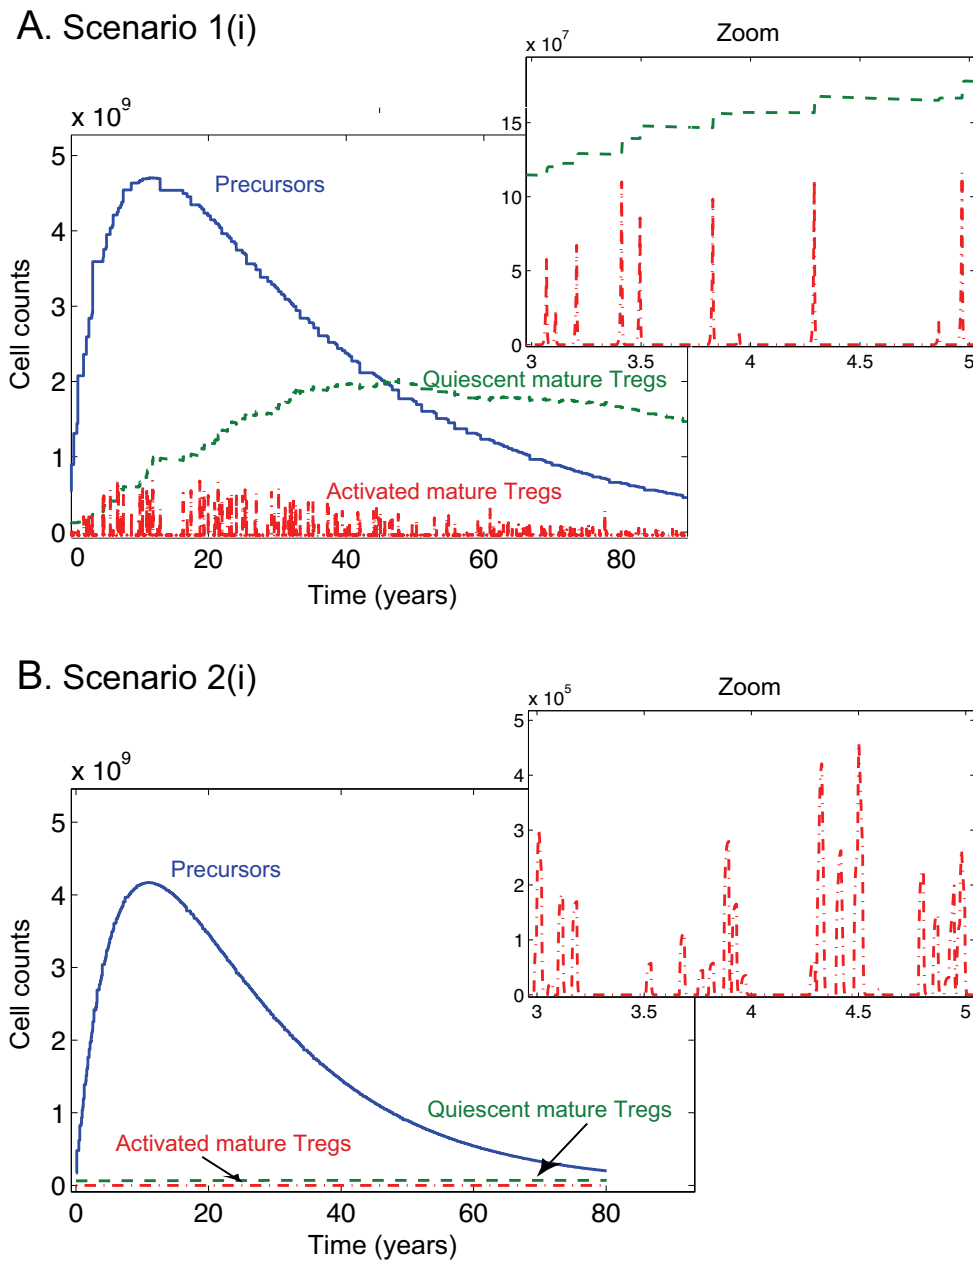 A. Scenario 1(i)
Zoom
x 10^7
15
10
5
0
3
3.5
4
4.5
5
x 10^9
5
4
3
2
1
0
Cell counts
Precursors
Quiescent mature Tregs
Activated mature Tregs
0
20
40
60
80
Time (years)
B. Scenario 2(i)
Zoom
x 10^5
5
4
3
2
1
0
3
3.5
4
4.5
5
x 10^9
5
4
3
2
1
0
Cell counts
Precursors
Quiescent mature Tregs
Activated mature Tregs
0
20
40
60
80
Time (years)